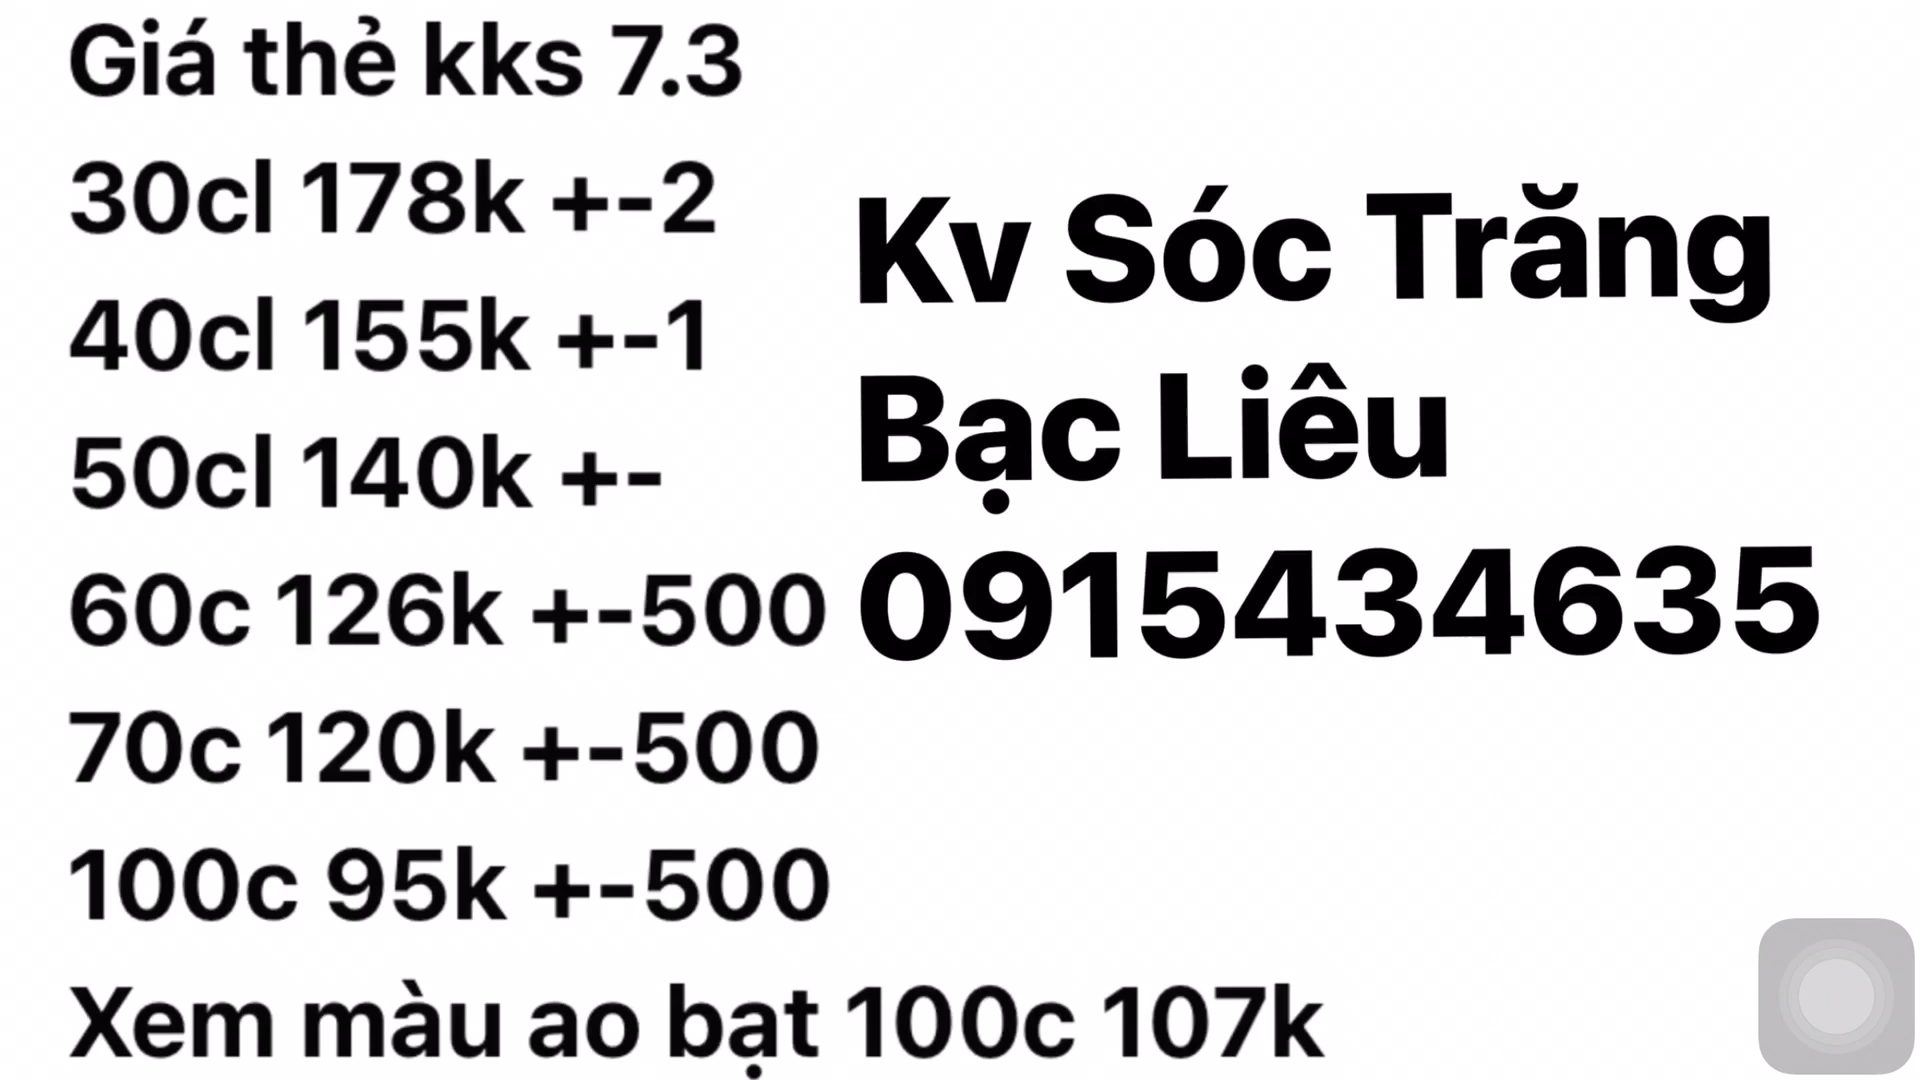 Giá thẻ kks 7.3
30cl 178k +-2
40cl 155k +-1
50cl 140k +-
60c 126k +-500
70c 120k +-500
100c 95k +-500
Xem màu ao bạt 100c 107k
Kv Sóc Trăng
Bạc Liêu
0915434635